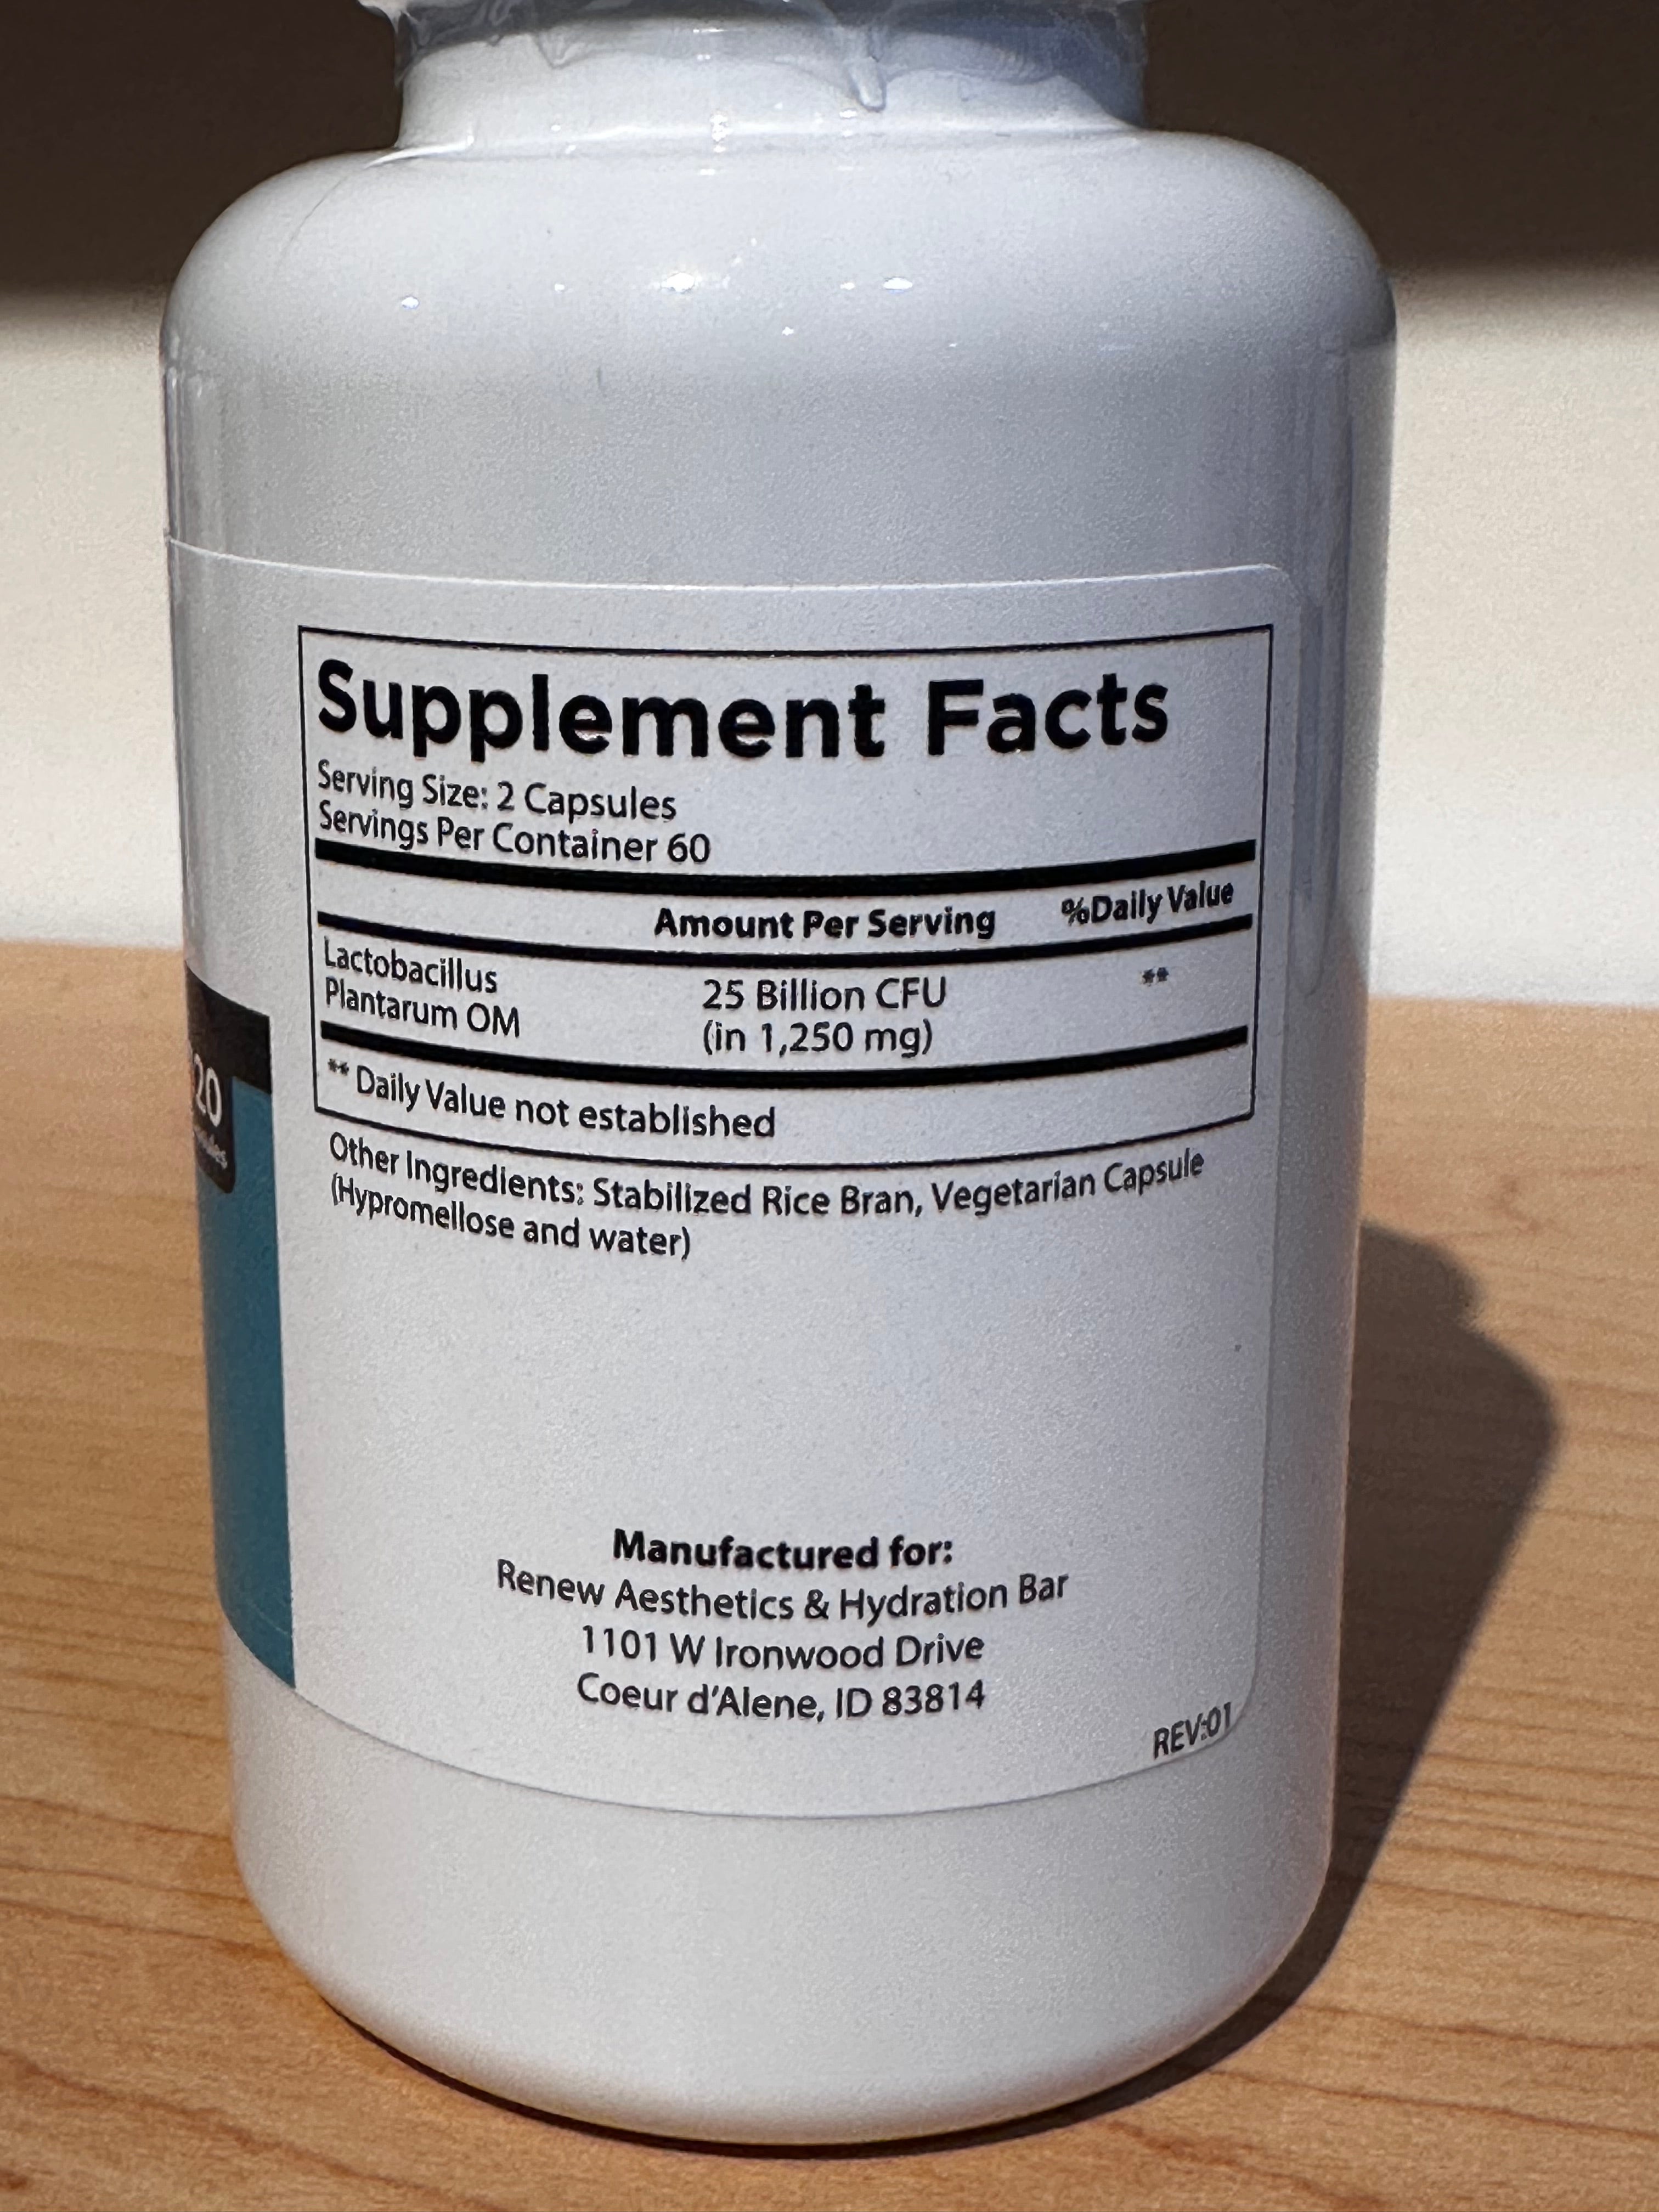 Supplement Facts
Serving Size: 2 Capsules
Servings Per Container 60
Amount Per Serving %Daily Value
Lactobacillus 25 Billion CFU **
Plantarum OM (in 1,250 mg)
** Daily Value not established
Other Ingredients: Stabilized Rice Bran, Vegetarian Capsule
(Hypromellose and water)
20
Manufactured for:
Renew Aesthetics & Hydration Bar
1101 W Ironwood Drive
Coeur d'Alene, ID 83814
REV:01